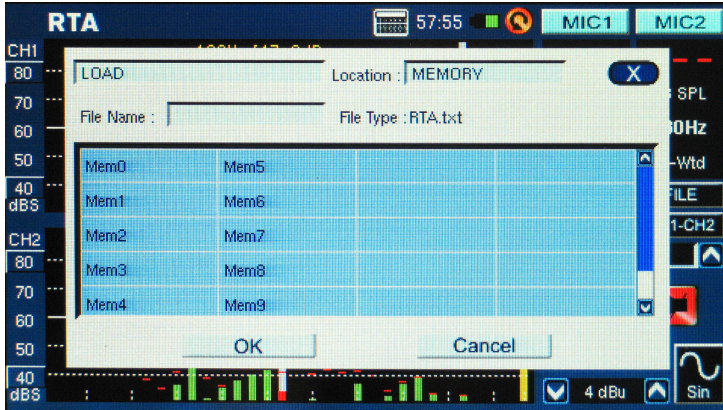 RTA 57:55 MIC1 MIC2
CH1
80
70
60
50
40
dBS
CH2
80
70
60
50
40
dBS
LOAD Location : MEMORY X
File Name : File Type :RTA.txt
Mem0 Mem5
Mem1 Mem6
Mem2 Mem7
Mem3 Mem8
Mem4 Mem9
OK Cancel
SPL
0Hz
-Wtd
FILE
1-CH2
4 dBu Sin